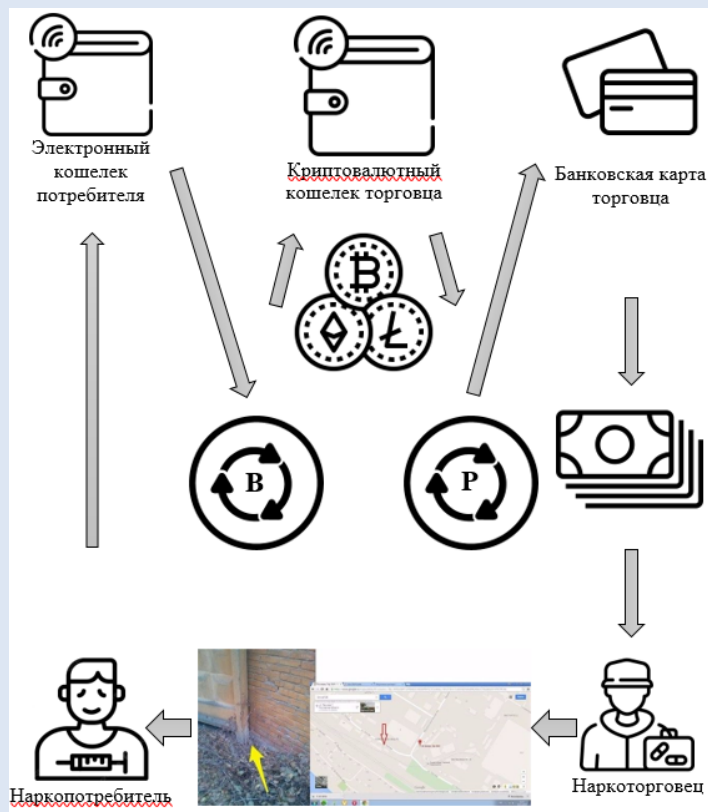 Электронный
кошелек
потребителя
Криптовалютный
кошелек торговца
Банковская карта
торговца
В
Р
Наркопотребитель
Наркоторговец